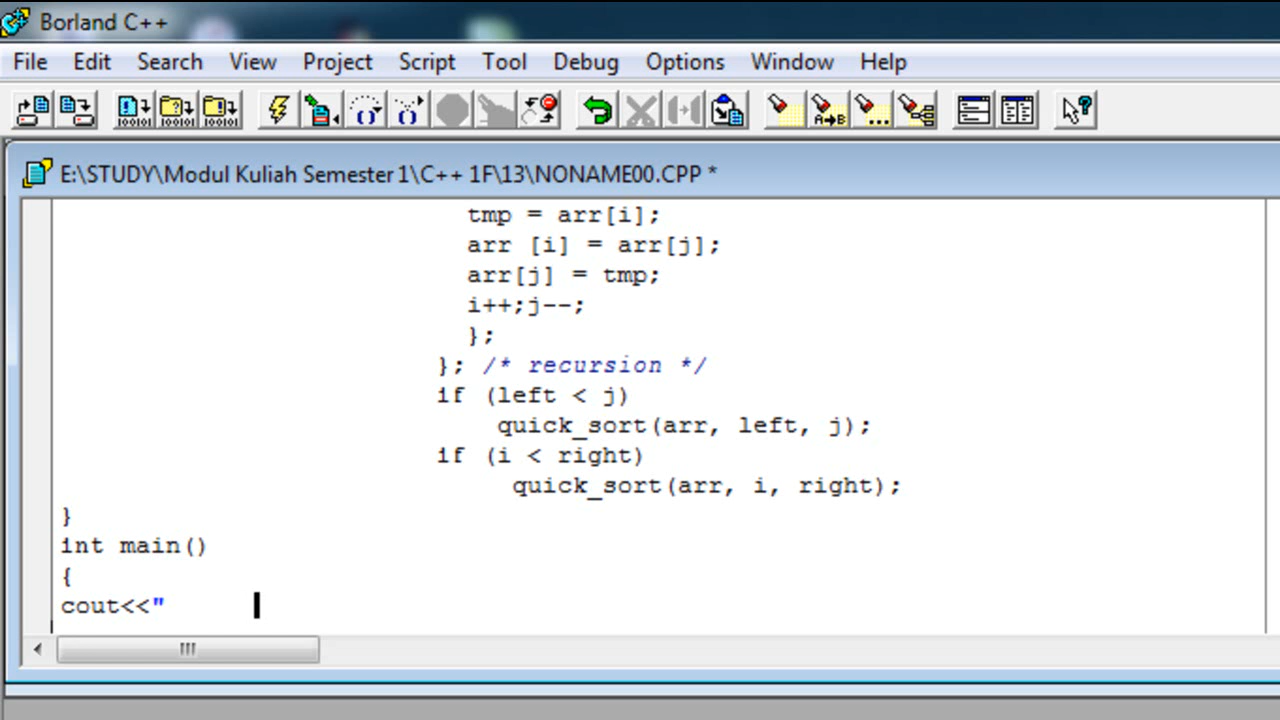 Borland C++
File Edit Search View Project Script Tool Debug Options Window Help
E:\STUDY\Modul Kuliah Semester 1\C++ 1F\13\NONAME00.CPP *
tmp = arr[i];
arr [i] = arr[j];
arr[j] = tmp;
i++;j--;
};
}; /* recursion */
if (left < j)
quick_sort(arr, left, j);
if (i < right)
quick_sort(arr, i, right);
}
int main()
{
cout<<"